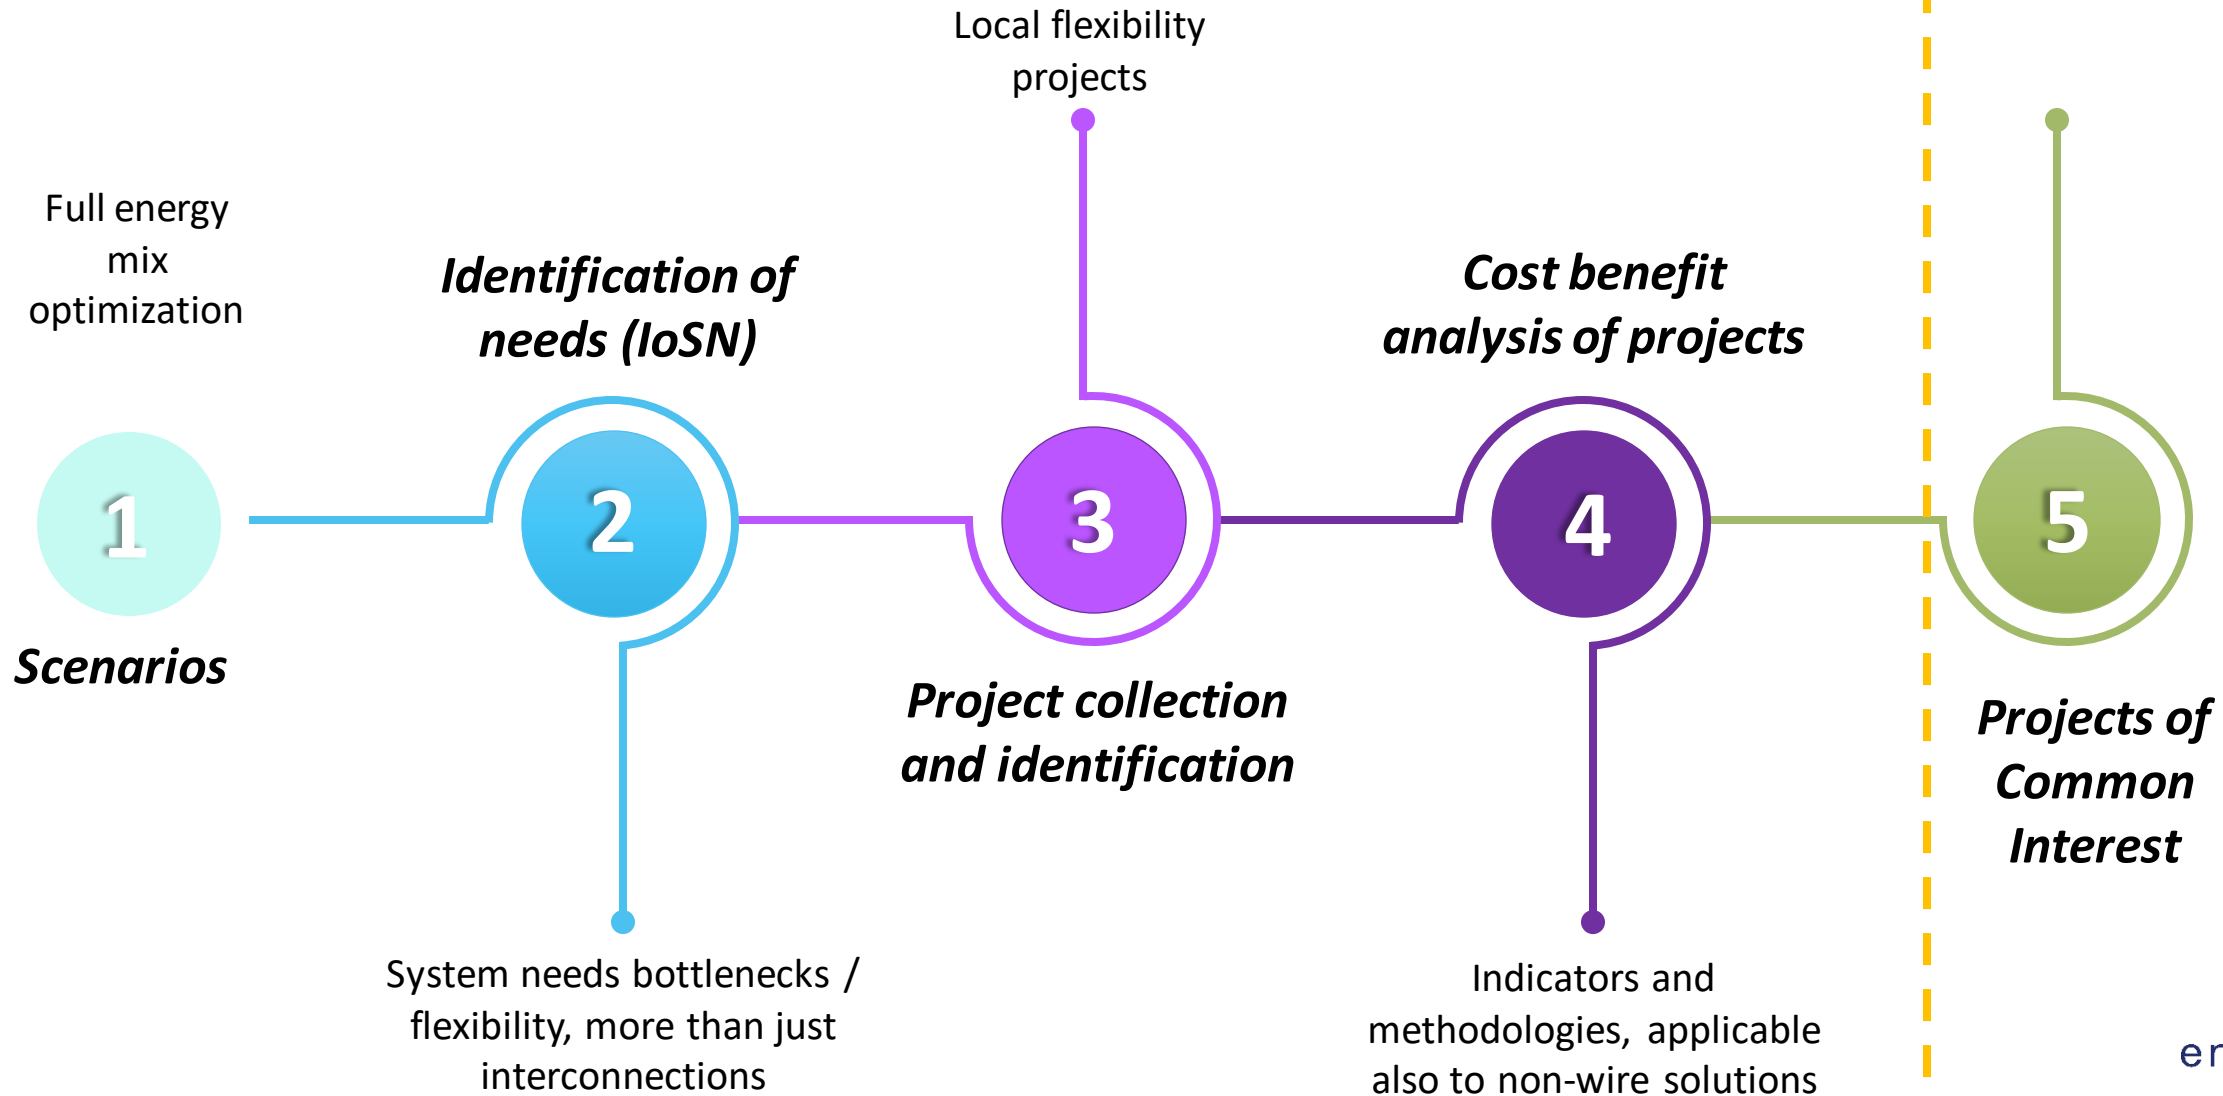 Full energy
mix
optimization
1
Scenarios
Identification of
needs (IoSN)
2
System needs bottlenecks /
flexibility, more than just
interconnections
Local flexibility
projects
3
Project collection
and identification
Cost benefit
analysis of projects
4
Indicators and
methodologies, applicable
also to non-wire solutions
5
Projects of
Common
Interest